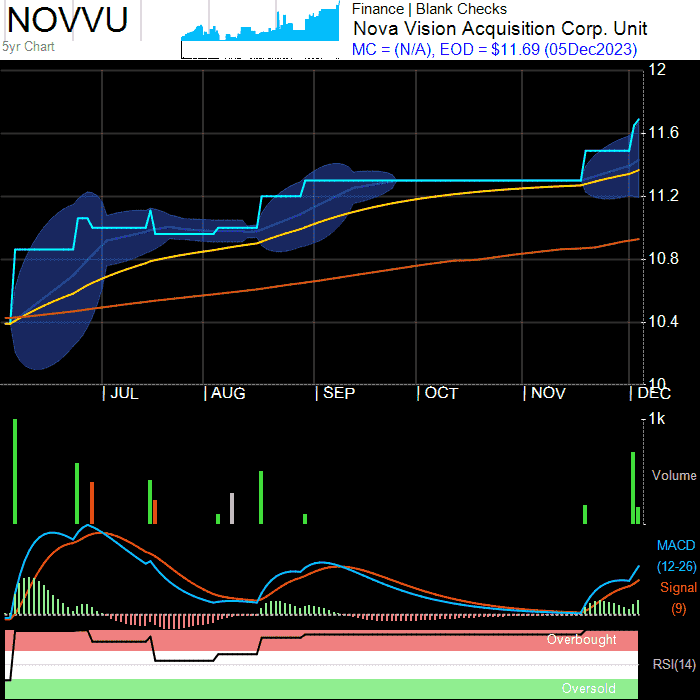 NOVVU
5yr Chart
Finance | Blank Checks
Nova Vision Acquisition Corp. Unit
MC = (N/A), EOD = $11.69 (05Dec2023)
12
11.6
11.2
10.8
10.4
10
| JUL | AUG | SEP | OCT | NOV | DEC
1k
Volume
MACD
(12-26)
Signal
(9)
Overbought
RSI(14)
Oversold